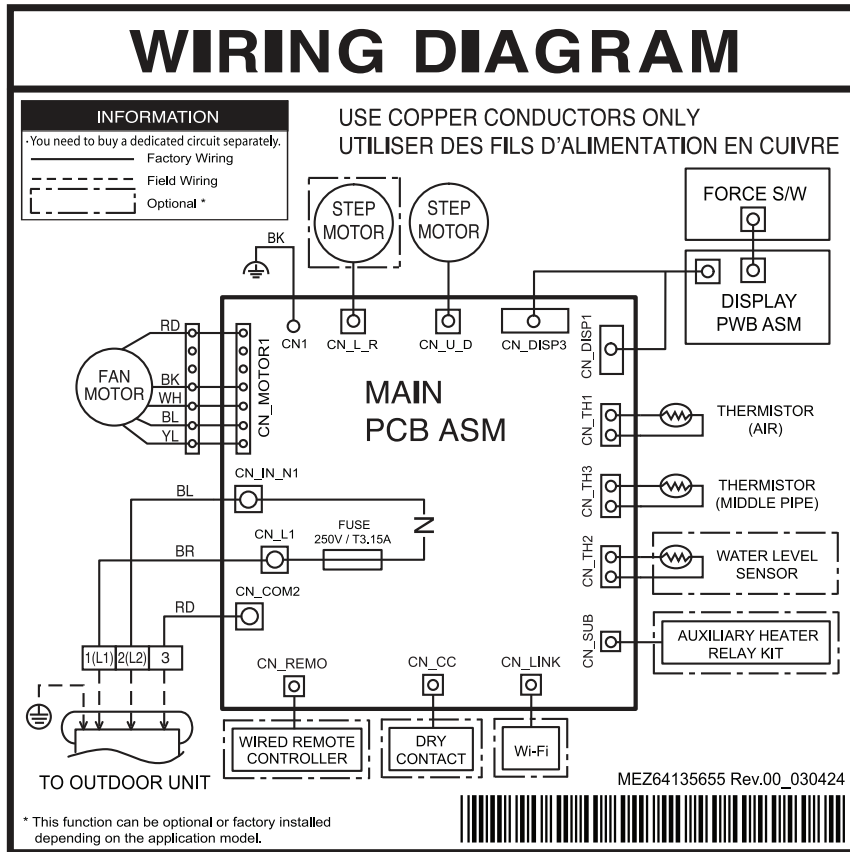 WIRING DIAGRAM
INFORMATION
·You need to buy a dedicated circuit separately.
Factory Wiring
Field Wiring
Optional *
USE COPPER CONDUCTORS ONLY
UTILISER DES FILS D'ALIMENTATION EN CUIVRE
STEP
MOTOR
STEP
MOTOR
FORCE S/W
DISPLAY
PWB ASM
BK
CN1
CN_L_R
CN_U_D
CN_DISP3
CN_DISP1
RD
BK
WH
BL
YL
FAN
MOTOR
CN_MOTOR1
MAIN
PCB ASM
CN_TH1
THERMISTOR
(AIR)
CN_TH3
THERMISTOR
(MIDDLE PIPE)
CN_TH2
WATER LEVEL
SENSOR
CN_SUB
AUXILIARY HEATER
RELAY KIT
CN_IN_N1
BL
CN_L1
FUSE
250V / T3.15A
N
BR
CN_COM2
RD
1(L1) 2(L2) 3
CN_REMO
CN_CC
CN_LINK
WIRED REMOTE
CONTROLLER
DRY
CONTACT
Wi-Fi
TO OUTDOOR UNIT
MEZ64135655 Rev.00_030424
* This function can be optional or factory installed
depending on the application model.